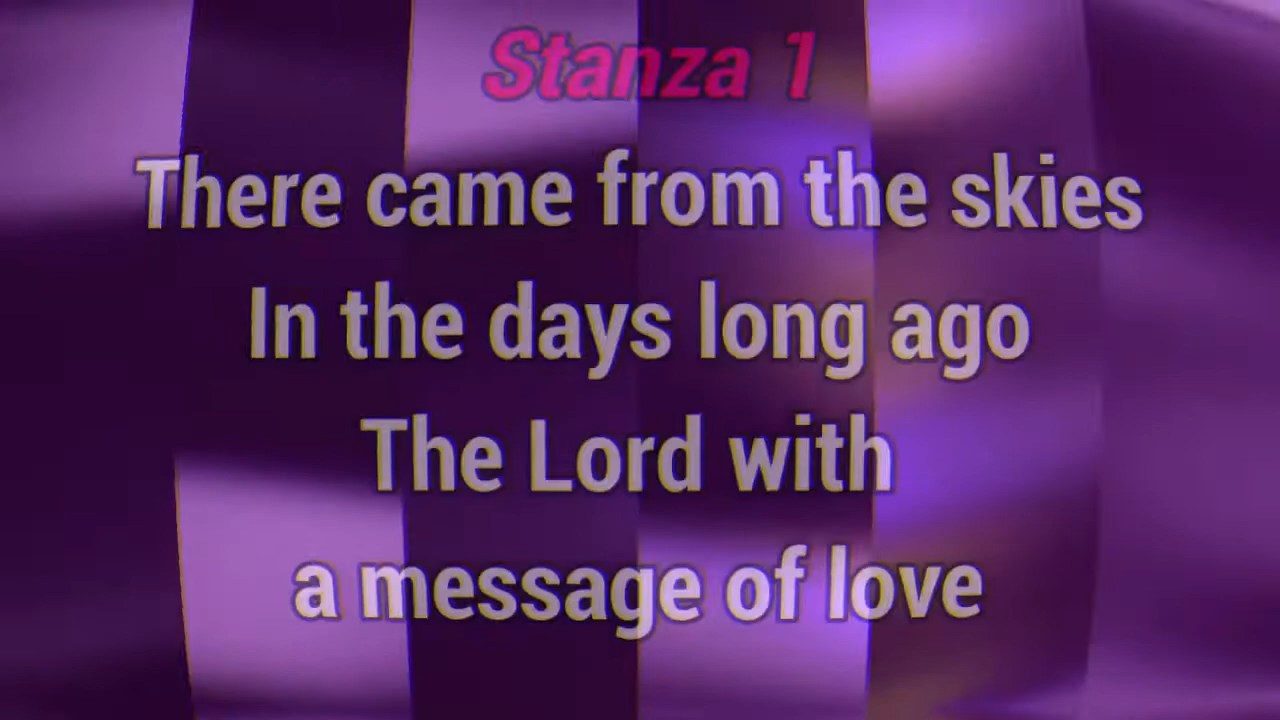 Stanza 1
There came from the skies
In the days long ago
The Lord with
a message of love